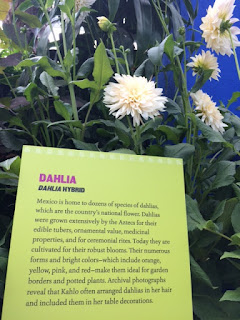 DAHLIA
DAHLIA HYBRID
Mexico is home to dozens of species of dahlias,
which are the country's national flower. Dahlias
were grown extensively by the Aztecs for their
edible tubers, ornamental value, medicinal
properties, and for ceremonial rites. Today they are
cultivated for their robust blooms. Their numerous
forms and bright colors—which include orange,
yellow, pink, and red—make them ideal for garden
borders and potted plants. Archival photographs
reveal that Kahlo often arranged dahlias in her hair
and included them in her table decorations.